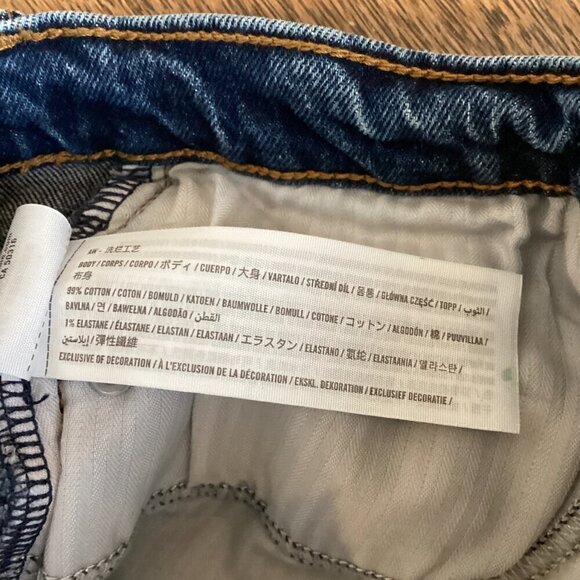 CA 50316
AW - 洗烂工艺
BODY / CORPS / CORPO / ボディ / CUERPO / 大身 / VARTALO / STŘEDNÍ DÍL / 몸통 / GŁÓWNA CZĘŚĆ / TOPP / الثوب /
布身
99% COTTON / COTON / BOMULD / KATOEN / BAUMWOLLE / BOMULL / COTONE / コットン / ALGODÓN / 棉 / PUUVILLAA /
BAVLNA / 면 / BAWEŁNA / ALGODÃO / القطن
1% ELASTANE / ÉLASTANE / ELASTAN / ELASTAAN / エラスタン / ELASTANO / 氨纶 / ELASTAANIA / 엘라스탄 /
إيلاستين / 彈性纖維
EXCLUSIVE OF DECORATION / À L'EXCLUSION DE LA DÉCORATION / EKSKL. DEKORATION / EXCLUSIEF DECORATIE /